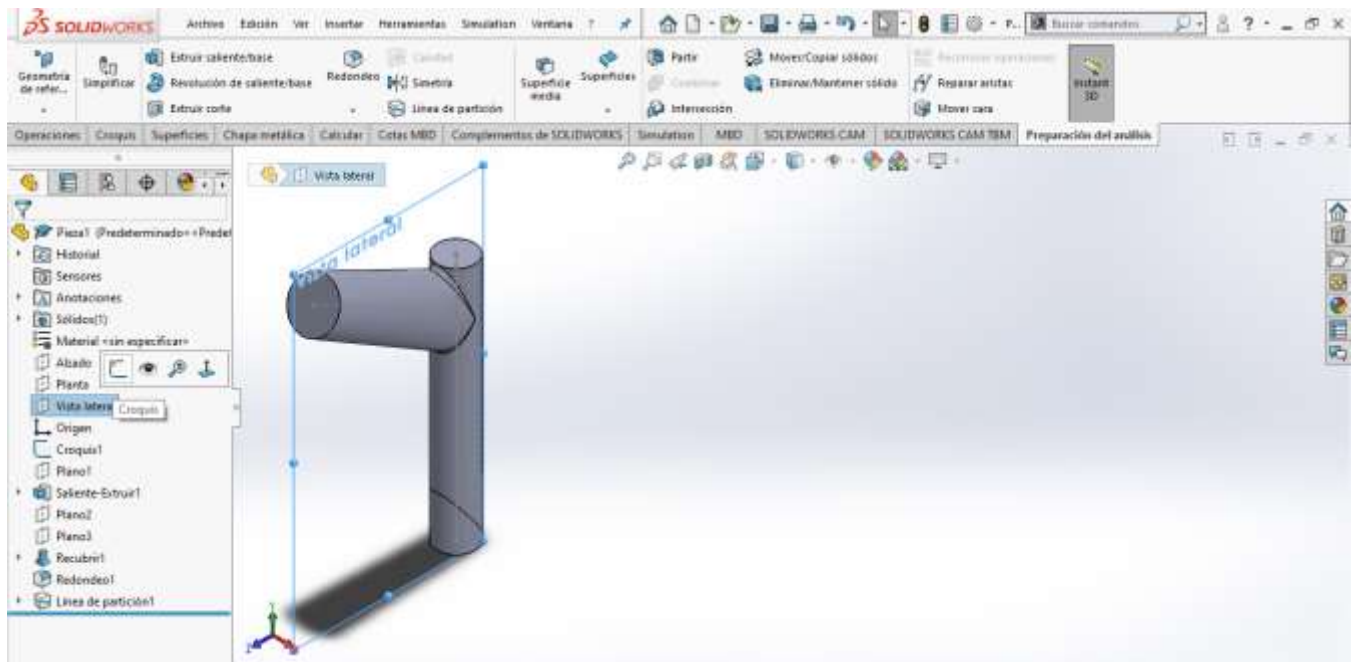 SOLIDWORKS Archivo Edición Ver Insertar Herramientas Simulation Ventana ? P... Buscar comandos ?
Geometría de refer...
Simplificar
Extruir saliente/base
Revolución de saliente/base
Extruir corte
Redondeo
Simetría
Línea de partición
Superficie media
Superficies
Partir
Combinar
Intersección
Mover/Copiar sólidos
Eliminar/Mantener sólido
Reparar aristas
Mover cara
Instant 3D
Operaciones Croquis Superficies Chapa metálica Calcular Cotas MBD Complementos de SOLIDWORKS Simulation MBD SOLIDWORKS CAM SOLIDWORKS CAM TBM Preparación del análisis
Vista lateral
Vista lateral
Pieza1 (Predeterminado<<Predet
Historial
Sensores
Anotaciones
Sólidos(1)
Material <sin especificar>
Alzado
Planta
Vista latera
Croquis
Origen
Croquis1
Plano1
Saliente-Extruir1
Plano2
Plano3
Recubrir1
Redondeo1
Línea de partición1